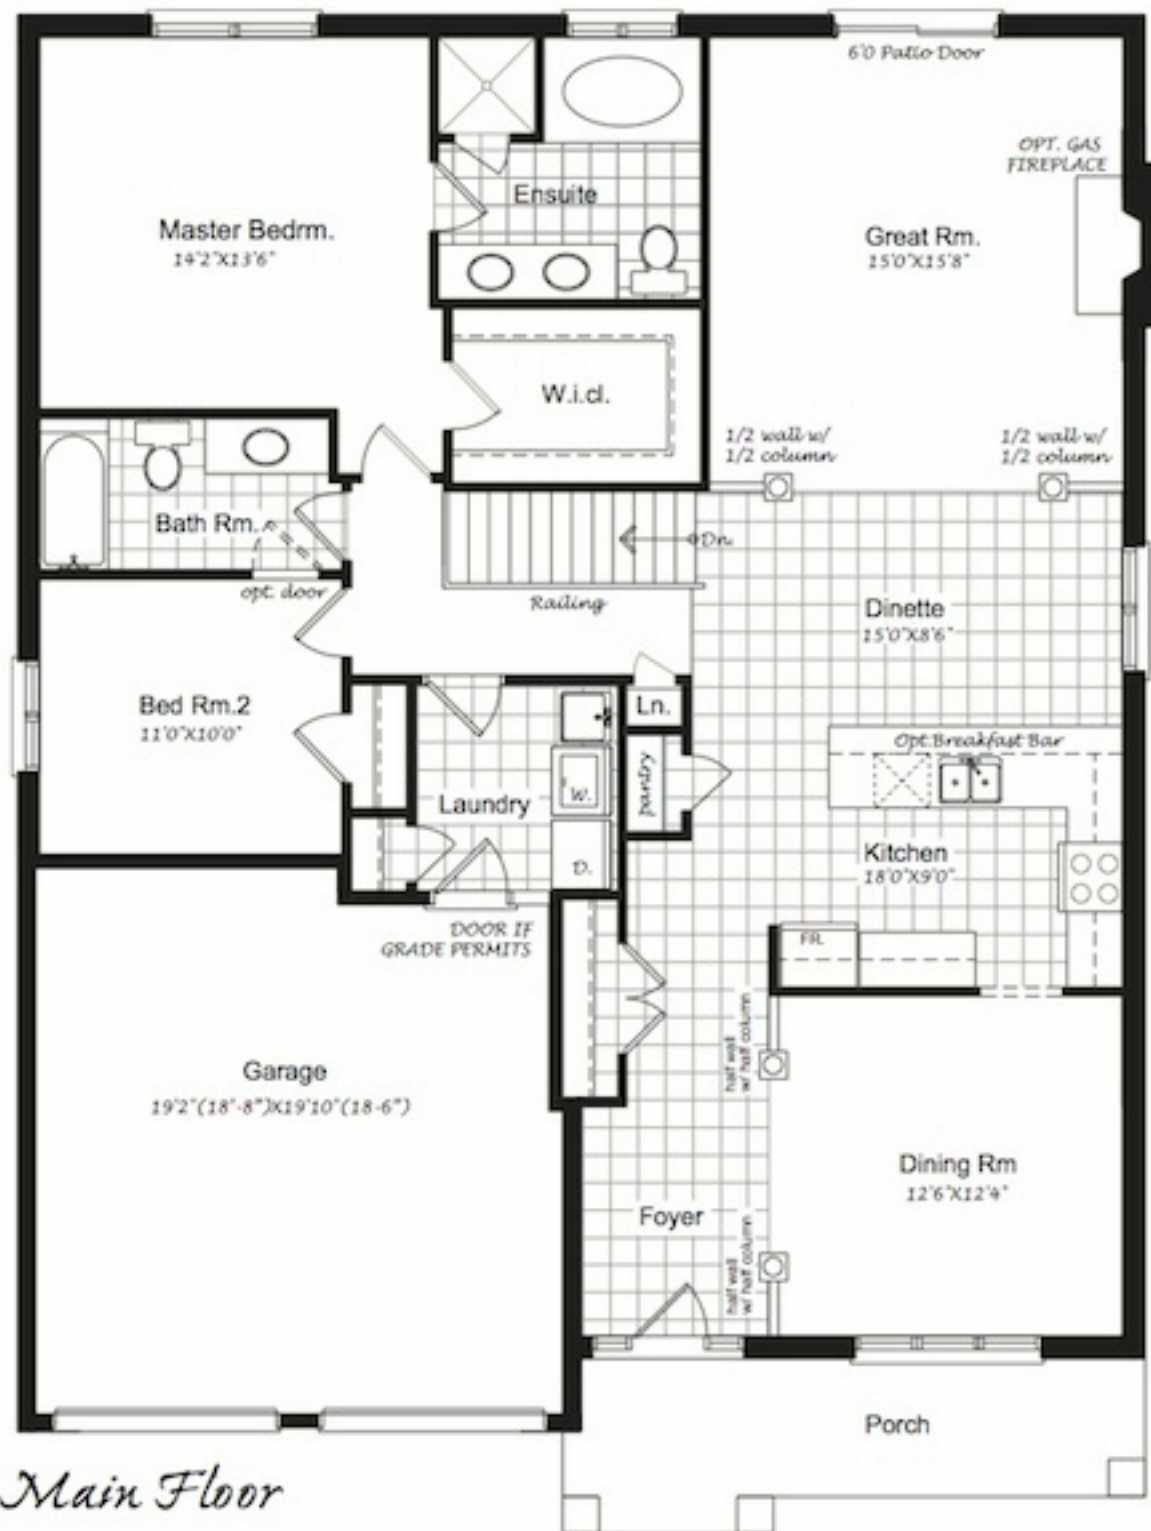 6'0 Patio Door
OPT. GAS
FIREPLACE
Ensuite
Master Bedrm.
14'2"X13'6"
Great Rm.
15'0"X15'8"
W.i.cl.
1/2 wall w/
1/2 column
1/2 wall w/
1/2 column
Bath Rm.
Dn.
opt. door
Railing
Dinette
15'0"X8'6"
Bed Rm.2
11'0"X10'0"
Ln.
Opt.Breakfast Bar
pantry
W.
Laundry
D.
Kitchen
18'0"X9'0"
DOOR IF
GRADE PERMITS
FR.
half wall
w/ half column
Garage
19'2"(18'-8")X19'10"(18-6")
Dining Rm
12'6"X12'4"
Foyer
half wall
w/ half column
Porch
Main Floor